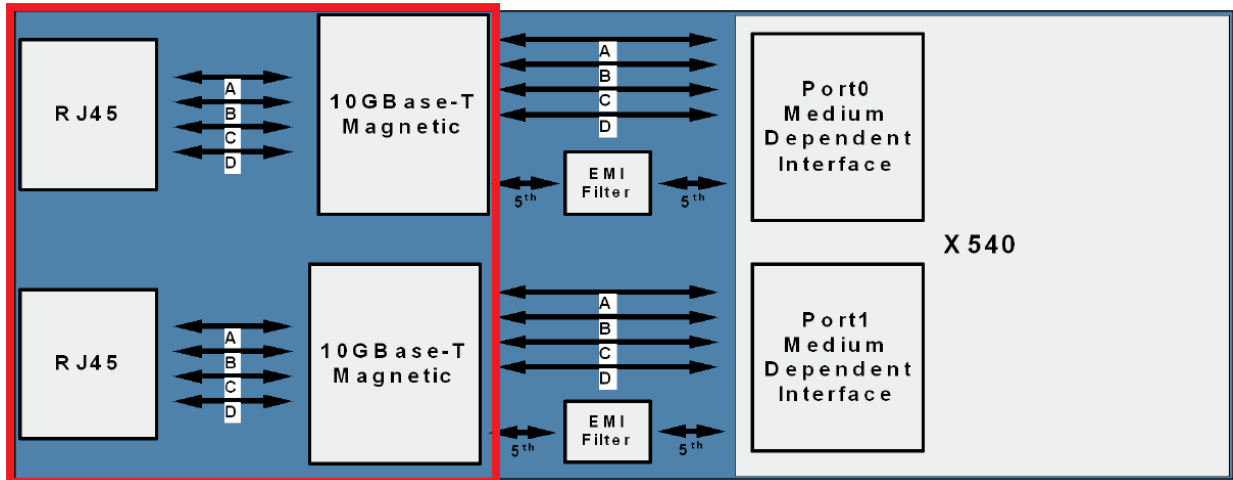 RJ45
A
B
C
D
10GBase-T
Magnetic
A
B
C
D
5th
EMI
Filter
5th
Port0
Medium
Dependent
Interface
X540
RJ45
A
B
C
D
10GBase-T
Magnetic
A
B
C
D
5th
EMI
Filter
5th
Port1
Medium
Dependent
Interface